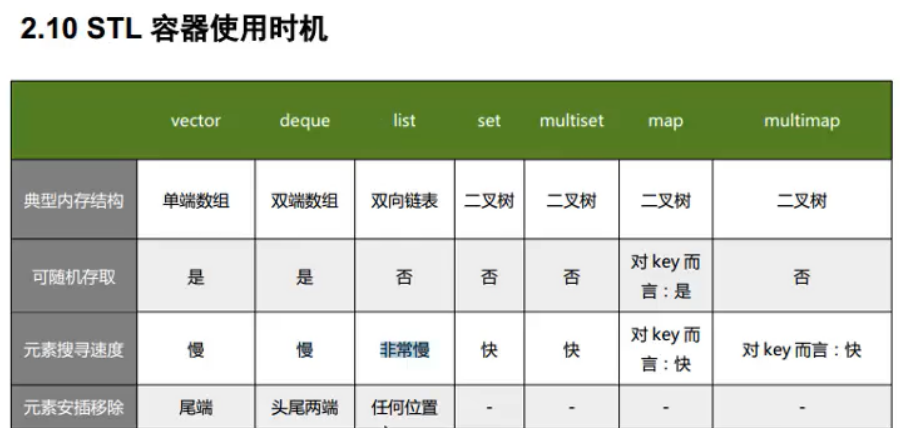 2.10 STL 容器使用时机
vector deque list set multiset map multimap
典型内存结构 单端数组 双端数组 双向链表 二叉树 二叉树 二叉树 二叉树
可随机存取 是 是 否 否 否 对 key 而言：是 否
元素搜寻速度 慢 慢 非常慢 快 快 对 key 而言：快 对 key 而言：快
元素安插移除 尾端 头尾两端 任何位置 - - - -